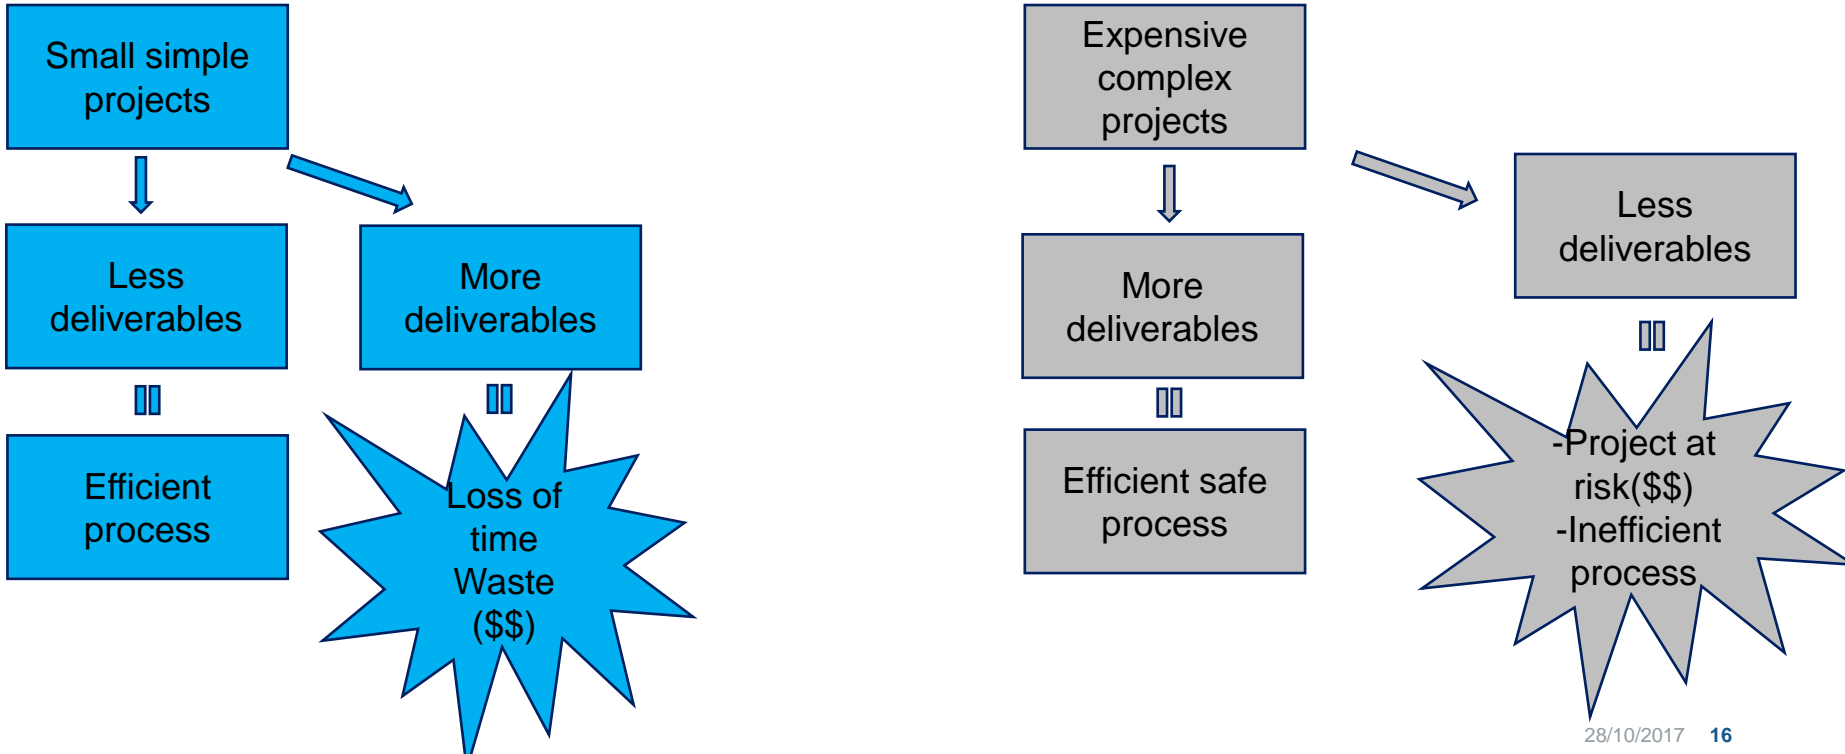 Small simple
projects
Less
deliverables
More
deliverables
Efficient
process
Loss of
time
Waste
($$)
Expensive
complex
projects
More
deliverables
Less
deliverables
Efficient safe
process
-Project at
risk($$)
-Inefficient
process
28/10/2017 16